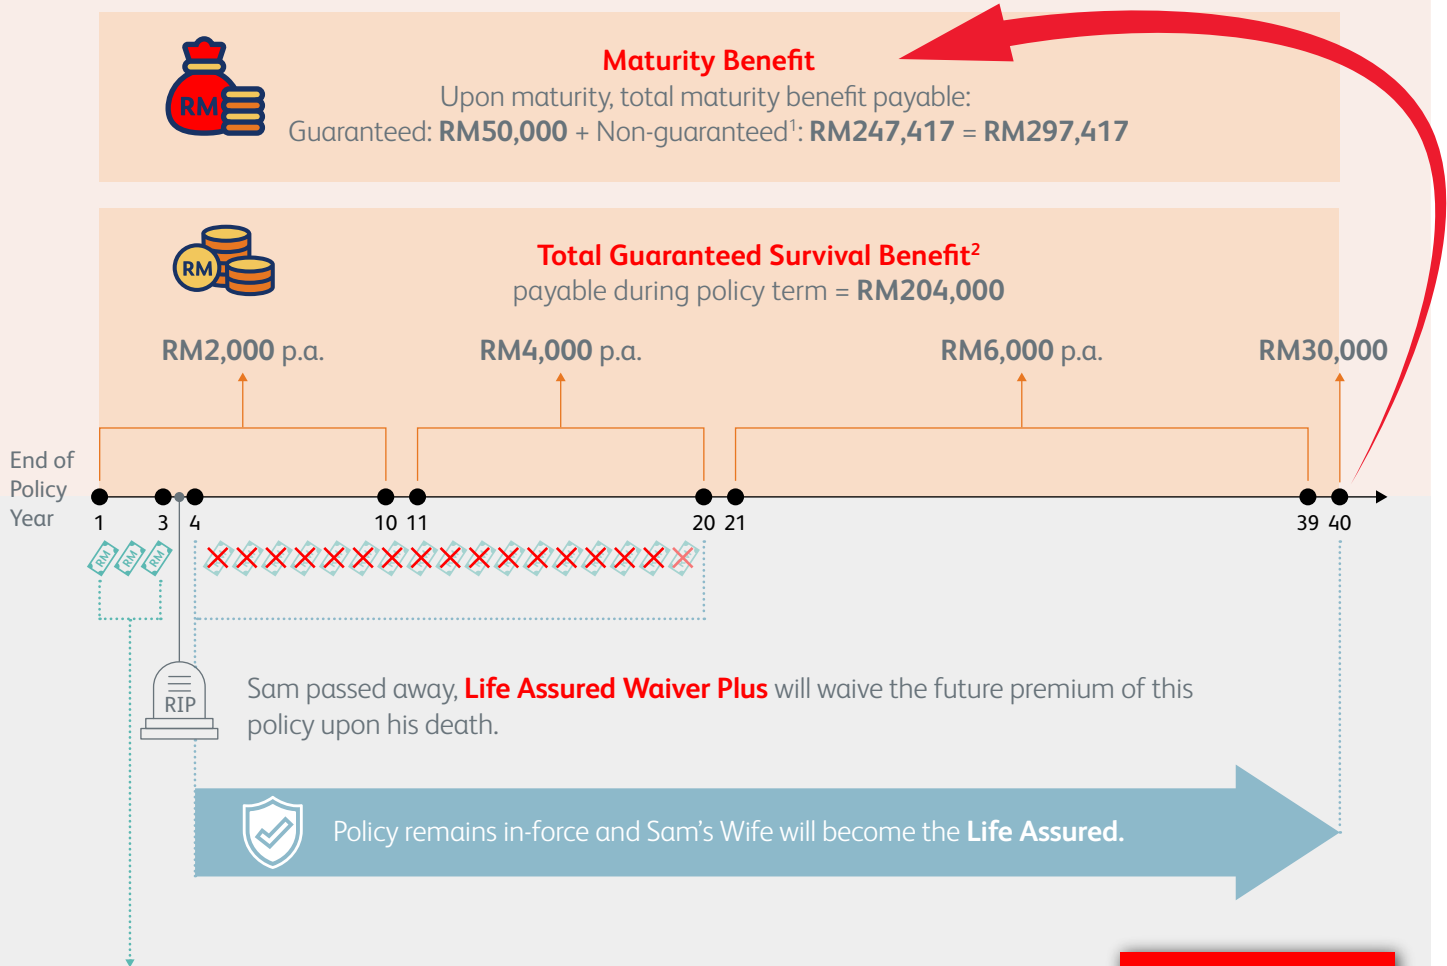 Maturity Benefit
RM
Upon maturity, total maturity benefit payable:
Guaranteed: RM50,000 + Non-guaranteed¹: RM247,417 = RM297,417
Total Guaranteed Survival Benefit²
RM
payable during policy term = RM204,000
RM2,000 p.a. RM4,000 p.a. RM6,000 p.a. RM30,000
End of
Policy
Year
1 3 4 10 11 20 21 39 40
RM RM RM
Sam passed away, Life Assured Waiver Plus will waive the future premium of this
policy upon his death.
RIP
Policy remains in-force and Sam’s Wife will become the Life Assured.